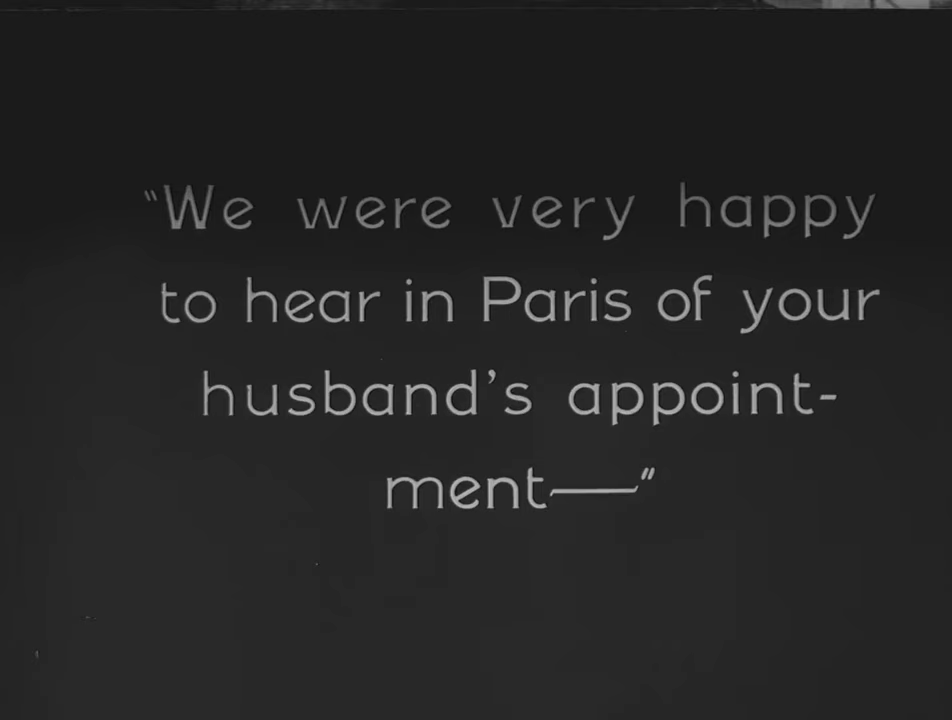 "We were very happy
to hear in Paris of your
husband's appoint-
ment—"